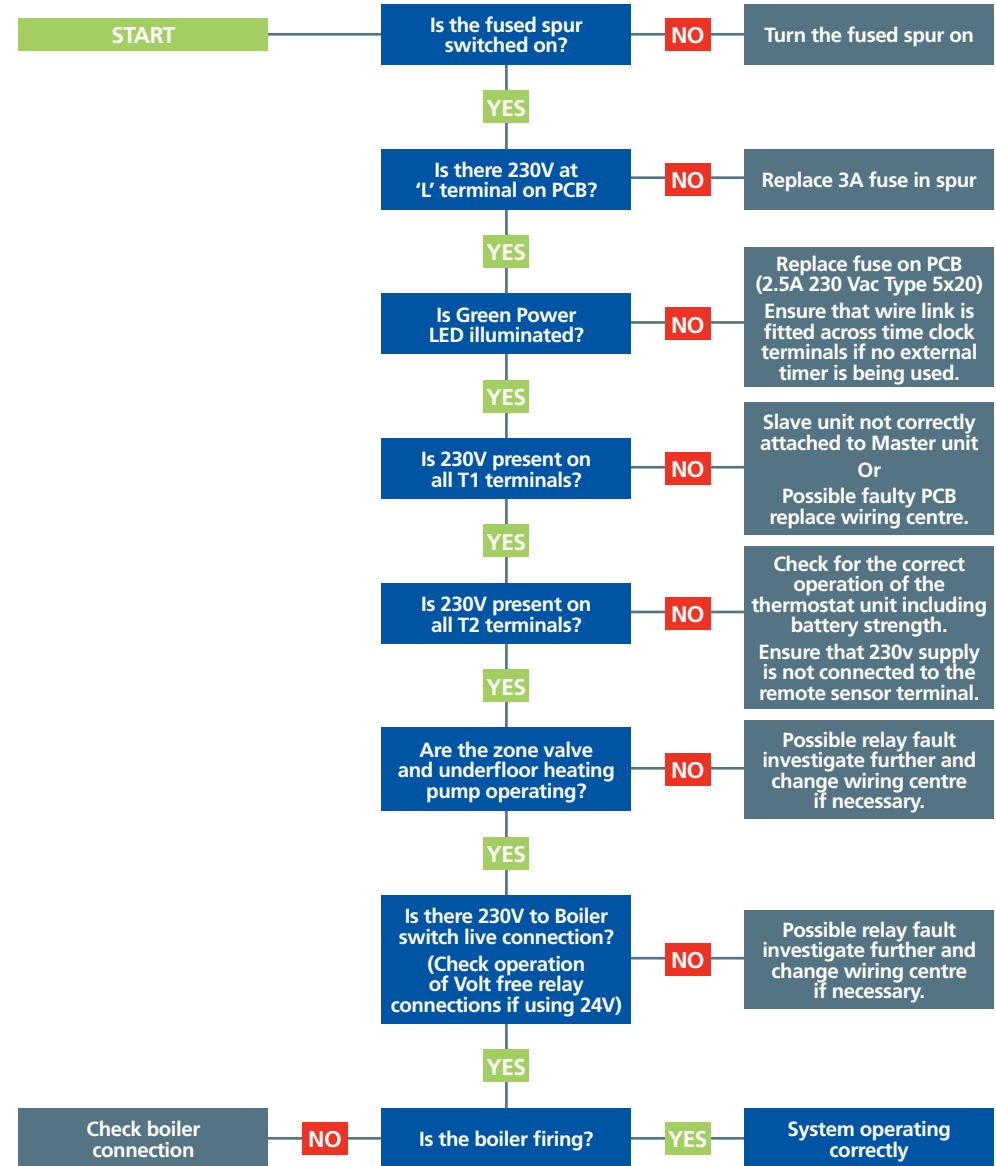 START
Is the fused spur
switched on?
NO
Turn the fused spur on
YES
Is there 230V at
‘L’ terminal on PCB?
NO
Replace 3A fuse in spur
YES
Is Green Power
LED illuminated?
NO
Replace fuse on PCB
(2.5A 230 Vac Type 5x20)
Ensure that wire link is
fitted across time clock
terminals if no external
timer is being used.
YES
Is 230V present on
all T1 terminals?
NO
Slave unit not correctly
attached to Master unit
Or
Possible faulty PCB
replace wiring centre.
YES
Is 230V present on
all T2 terminals?
NO
Check for the correct
operation of the
thermostat unit including
battery strength.
Ensure that 230v supply
is not connected to the
remote sensor terminal.
YES
Are the zone valve
and underfloor heating
pump operating?
NO
Possible relay fault
investigate further and
change wiring centre
if necessary.
YES
Is there 230V to Boiler
switch live connection?
(Check operation
of Volt free relay
connections if using 24V)
NO
Possible relay fault
investigate further and
change wiring centre
if necessary.
YES
Check boiler
connection
NO
Is the boiler firing?
YES
System operating
correctly